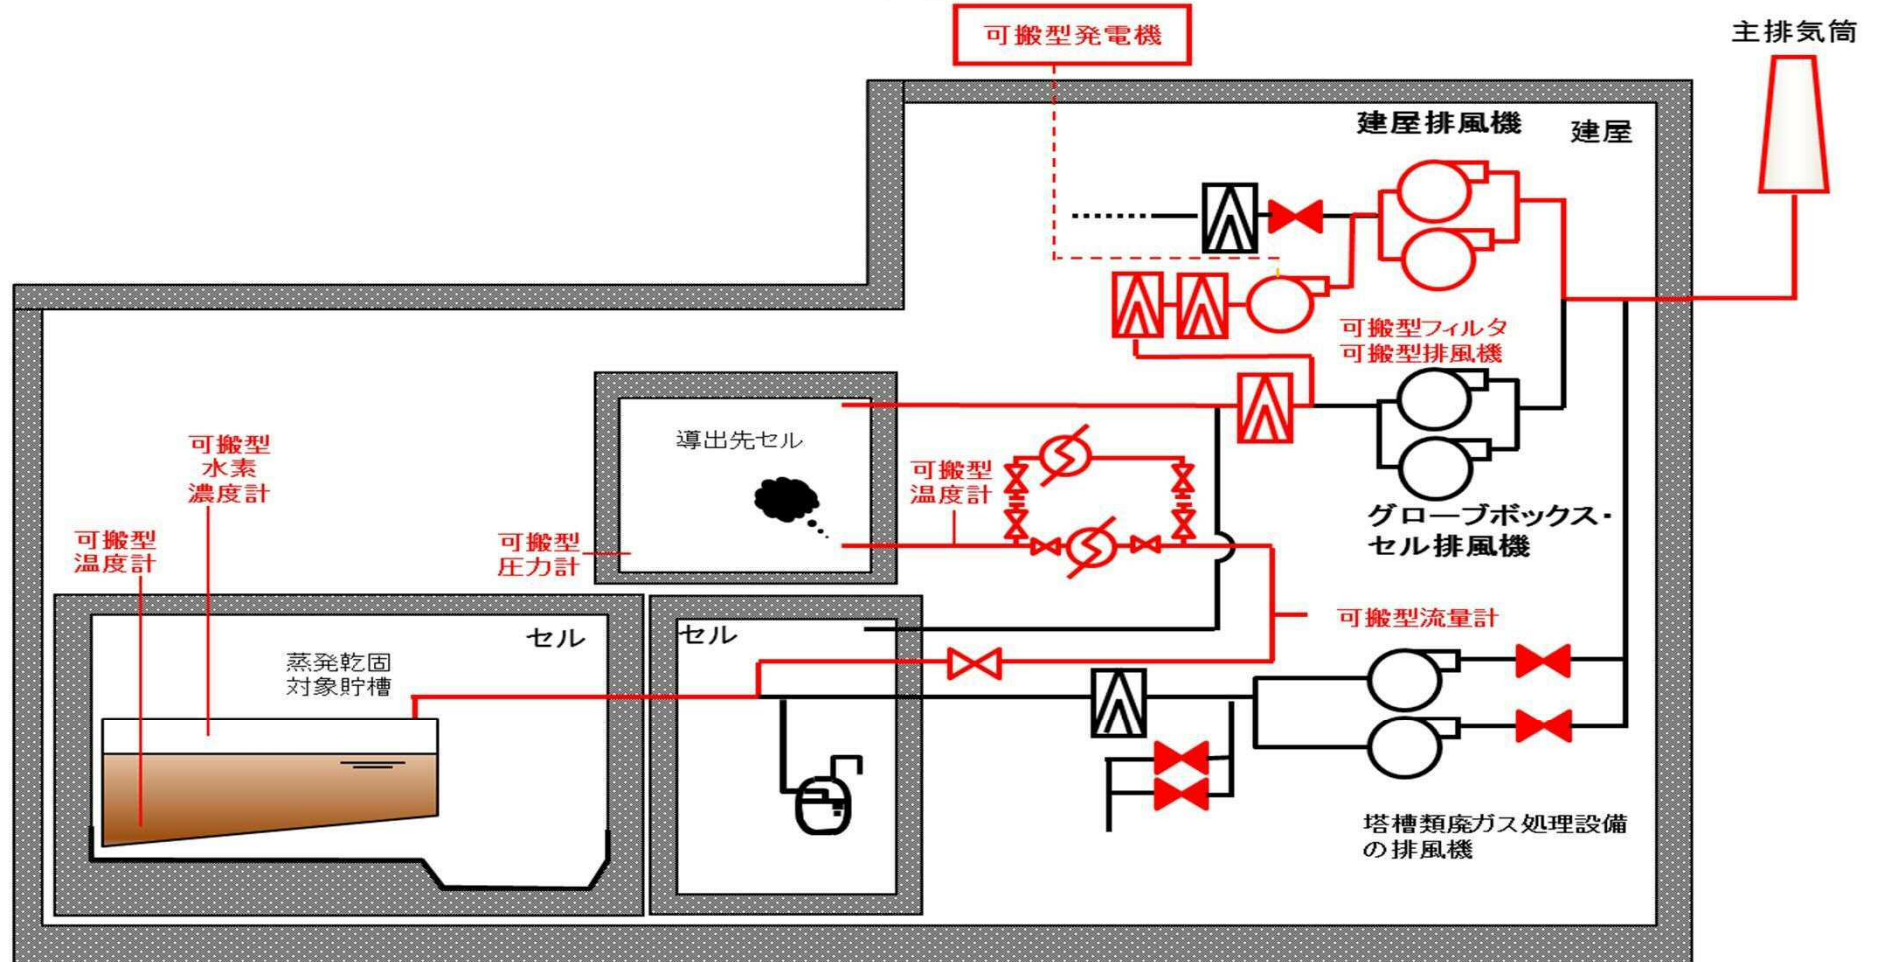 可搬型発電機
主排気筒
建屋排風機
建屋
可搬型フィルタ
可搬型排風機
導出先セル
可搬型
水素
濃度計
可搬型
温度計
可搬型
温度計
可搬型
圧力計
グローブボックス・
セル排風機
可搬型流量計
セル
セル
蒸発乾固
対象貯槽
塔槽類廃ガス処理設備
の排風機